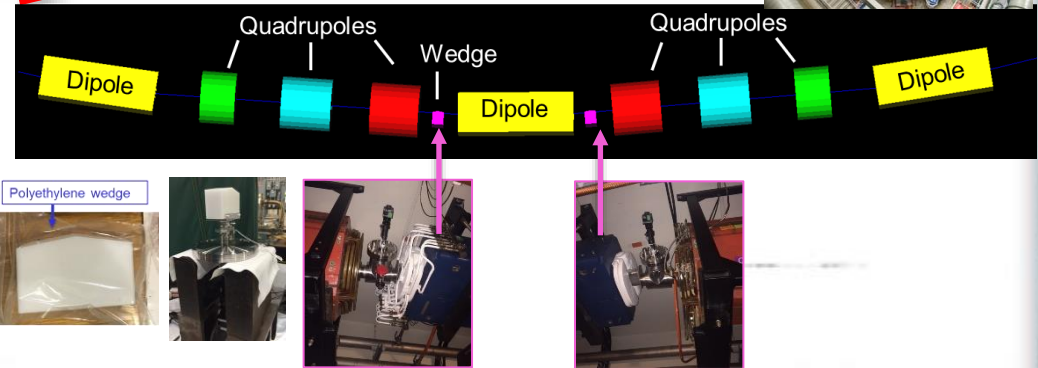 Quadrupoles
Quadrupoles
Wedge
Dipole
Dipole
Dipole
Polyethylene wedge